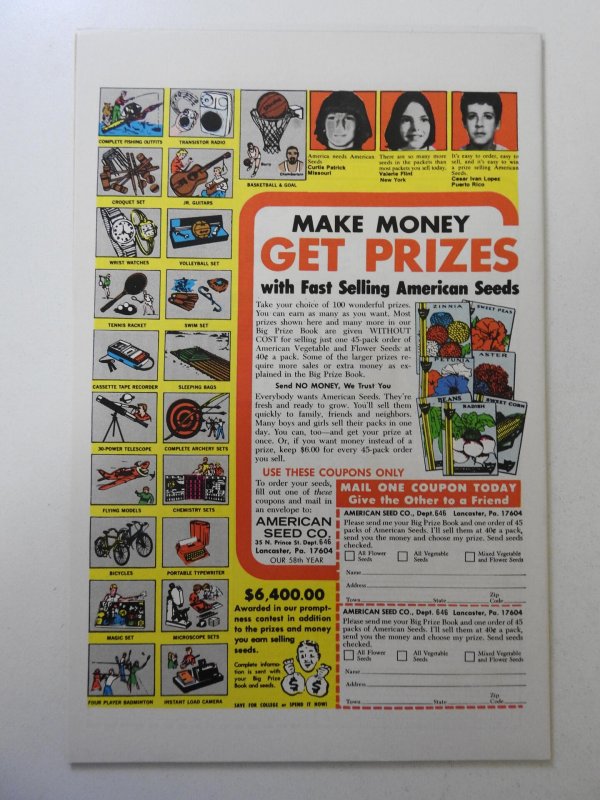 COMPLETE FISHING OUTFITS
TRANSISTOR RADIO
CROQUET SET
JR. GUITARS
WRIST WATCHES
VOLLEYBALL SET
TENNIS RACKET
SWIM SET
CASSETTE TAPE RECORDER
SLEEPING BAGS
30-POWER TELESCOPE
COMPLETE ARCHERY SETS
FLYING MODELS
CHEMISTRY SETS
BICYCLES
PORTABLE TYPEWRITER
MAGIC SET
MICROSCOPE SETS
FOUR PLAYER BADMINTON
INSTANT LOAD CAMERA
Chamberlain
BASKETBALL & GOAL
America needs American
Seeds.
Curtis Patrick
Missouri
There are so many more
seeds in the packets than
most packets you sell today.
Valerie Flint
New York
It's easy to order, easy to
sell, and it's easy to win
a prize selling American
Seeds.
Cesar Ivan Lopez
Puerto Rico
MAKE MONEY
GET PRIZES
with Fast Selling American Seeds
Take your choice of 100 wonderful prizes.
You can earn as many as you want. Most
prizes shown here and many more in our
Big Prize Book are given WITHOUT
COST for selling just one 45-pack order of
American Vegetable and Flower Seeds at
40¢ a pack. Some of the larger prizes re-
quire more sales or extra money as ex-
plained in the Big Prize Book.
Send NO MONEY, We Trust You
Everybody wants American Seeds. They're
fresh and ready to grow. You'll sell them
quickly to family, friends and neighbors.
Many boys and girls sell their packs in one
day. You can, too—and get your prize at
once. Or, if you want money instead of a
prize, keep $6.00 for every 45-pack order
you sell.
ZINNIA
SWEET PEAS
PETUNIA
ASTER
BEANS
RADISH
SWEET CORN
USE THESE COUPONS ONLY
To order your seeds,
fill out one of these
coupons and mail in
an envelope to:
AMERICAN
SEED CO.
35 N. Prince St. Dept. 646
Lancaster, Pa. 17604
OUR 58th YEAR
MAIL ONE COUPON TODAY
Give the Other to a Friend
AMERICAN SEED CO., Dept. 646 Lancaster, Pa. 17604
Please send me your Big Prize Book and one order of 45
packs of American Seeds. I'll sell them at 40¢ a pack,
send you the money and choose my prize. Send seeds
checked.
All Flower Seeds
All Vegetable Seeds
Mixed Vegetable and Flower Seeds
Name
Address
Town State Zip Code
AMERICAN SEED CO., Dept. 646 Lancaster, Pa. 17604
Please send me your Big Prize Book and one order of 45
packs of American Seeds. I'll sell them at 40¢ a pack,
send you the money and choose my prize. Send seeds
checked.
All Flower Seeds
All Vegetable Seeds
Mixed Vegetable and Flower Seeds
Name
Address
Town State Zip Code
$6,400.00
Awarded in our prompt-
ness contest in addition
to the prizes and money
you earn selling
seeds.
Complete informa-
tion is sent with
your Big Prize
Book and seeds.
$ $
SAVE FOR COLLEGE or SPEND IT NOW!